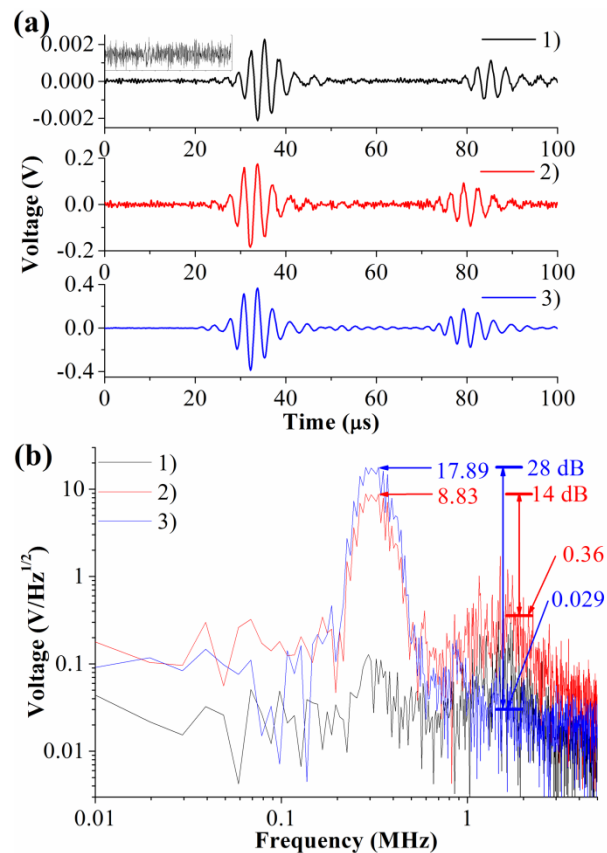 (a)
0.002
0.000
-0.002
1)
0 20 40 60 80 100
0.2
0.0
-0.2
2)
0 20 40 60 80 100
0.4
0.0
-0.4
3)
0 20 40 60 80 100
Voltage (V)
Time (μs)
(b)
1)
2)
3)
17.89
28 dB
8.83
14 dB
0.36
0.029
10
1
0.1
0.01
Voltage (V/Hz^1/2)
0.01 0.1 1
Frequency (MHz)